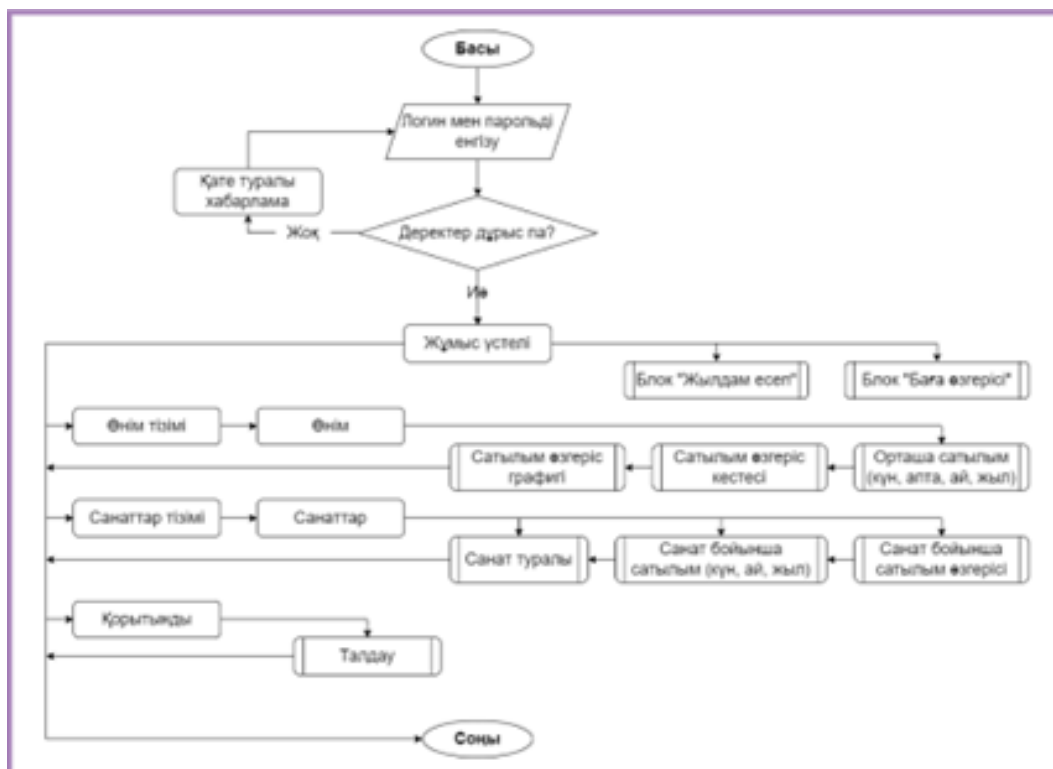 Басы
Логин мен парольді
енгізу
Қате туралы
хабарлама
Жоқ
Деректер дұрыс па?
Иә
Жұмыс үстелі
Блок "Жылдам есеп"
Блок "Баға өзгерісі"
Өнім тізімі
Өнім
Сатылым өзгеріс
графигі
Сатылым өзгеріс
кестесі
Орташа сатылым
(күн, апта, ай, жыл)
Санаттар тізімі
Санаттар
Санат туралы
Санат бойынша
сатылым (күн, ай, жыл)
Санат бойынша
сатылым өзгерісі
Қорытынды
Талдау
Соңы